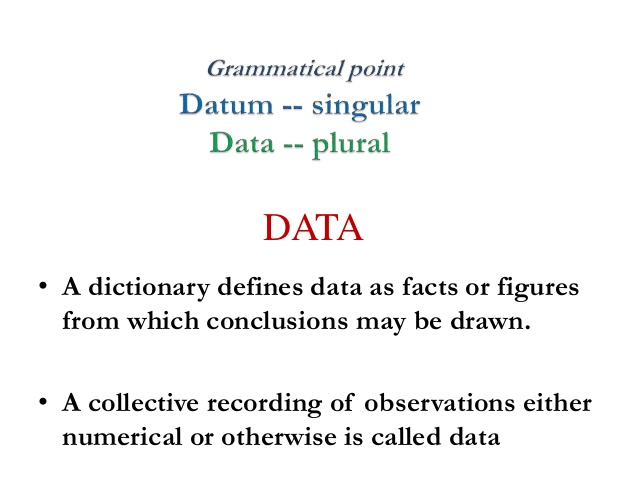 Grammatical point
Datum -- singular
Data -- plural
DATA
• A dictionary defines data as facts or figures
from which conclusions may be drawn.
• A collective recording of observations either
numerical or otherwise is called data